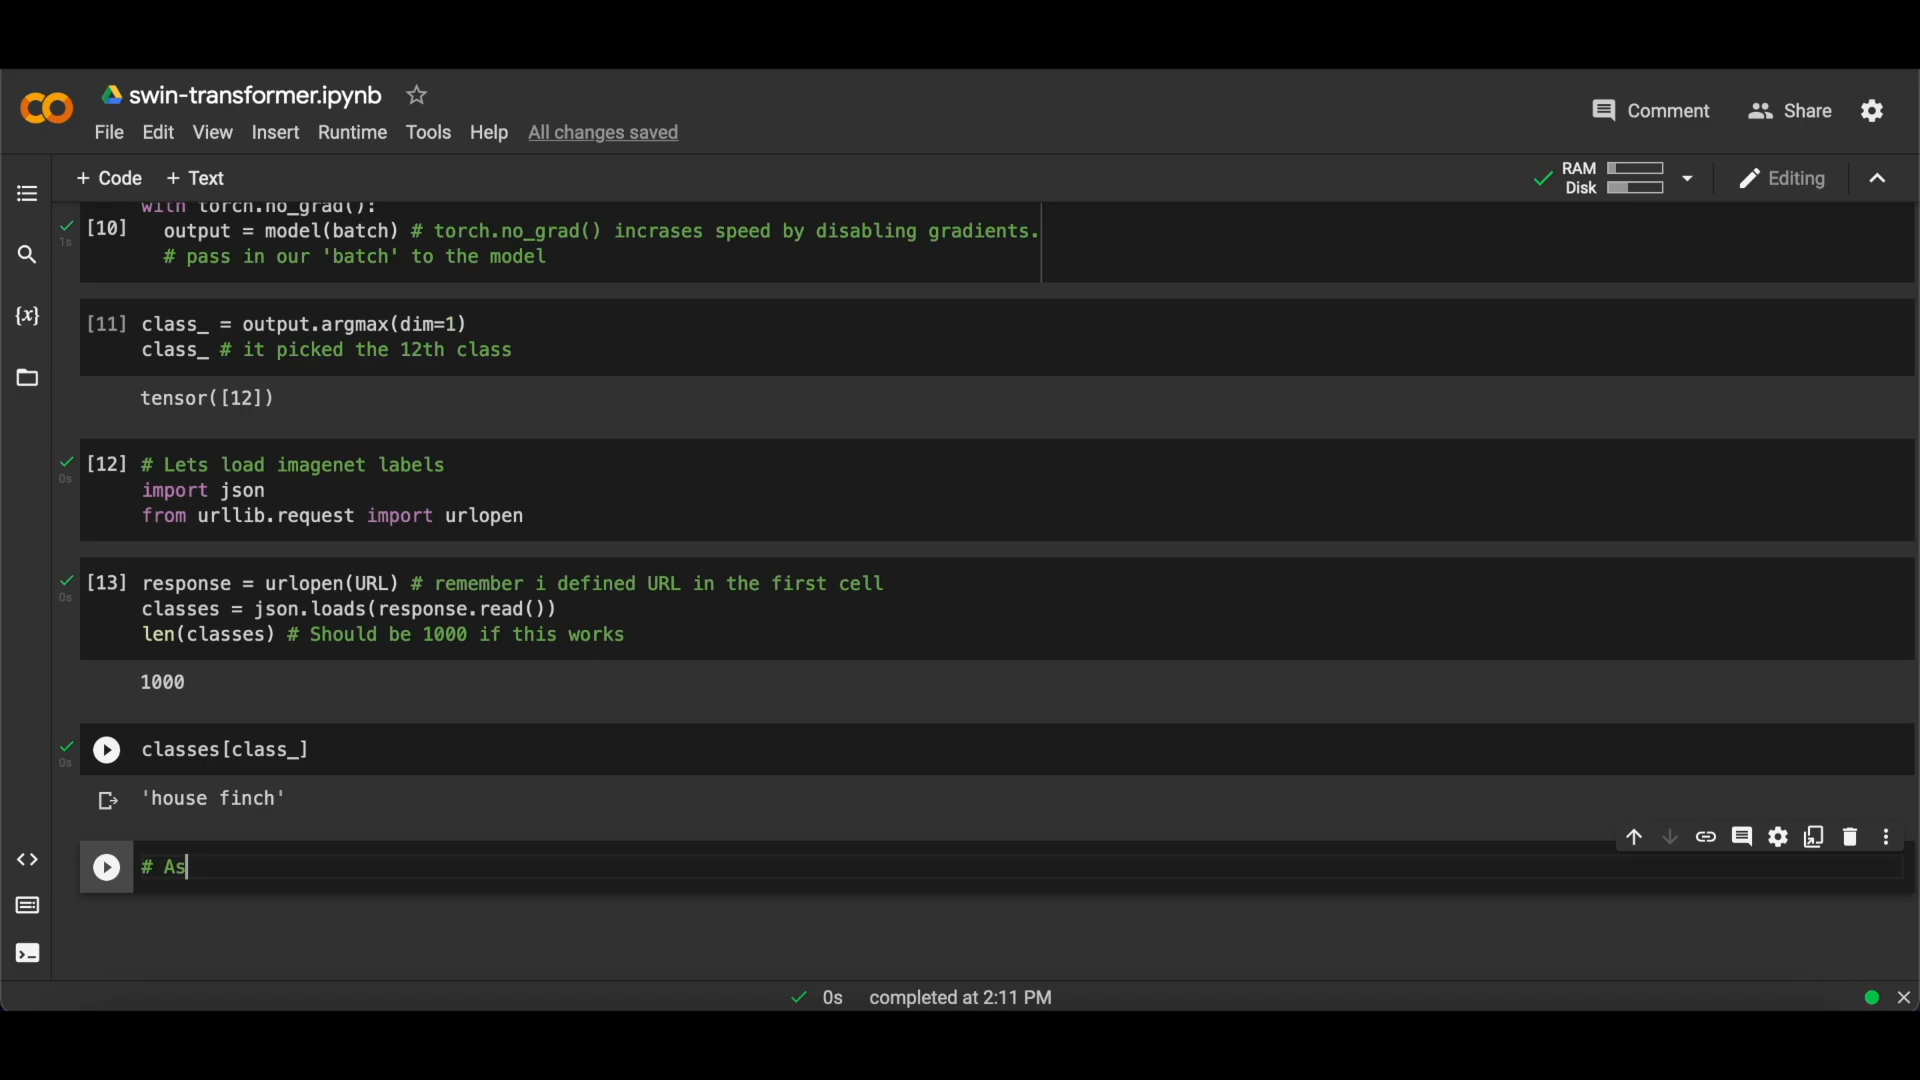 swin-transformer.ipynb
Comment
Share
File Edit View Insert Runtime Tools Help All changes saved
+ Code + Text
RAM
Disk
Editing
with torch.no_grad():
[10] output = model(batch) # torch.no_grad() incrases speed by disabling gradients.
1s
# pass in our 'batch' to the model
[11] class_ = output.argmax(dim=1)
class_ # it picked the 12th class
tensor([12])
[12] # Lets load imagenet labels
0s
import json
from urllib.request import urlopen
[13] response = urlopen(URL) # remember i defined URL in the first cell
0s
classes = json.loads(response.read())
len(classes) # Should be 1000 if this works
1000
classes[class_]
0s
'house finch'
# As
0s completed at 2:11 PM